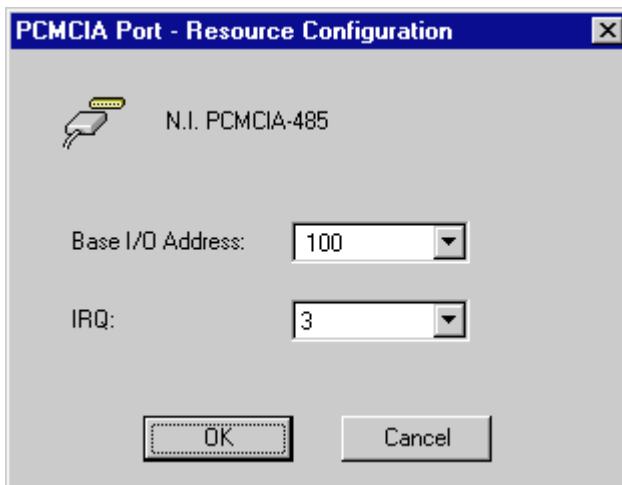 PCMCIA Port - Resource Configuration
N.I. PCMCIA-485
Base I/O Address: 100
IRQ: 3
OK Cancel